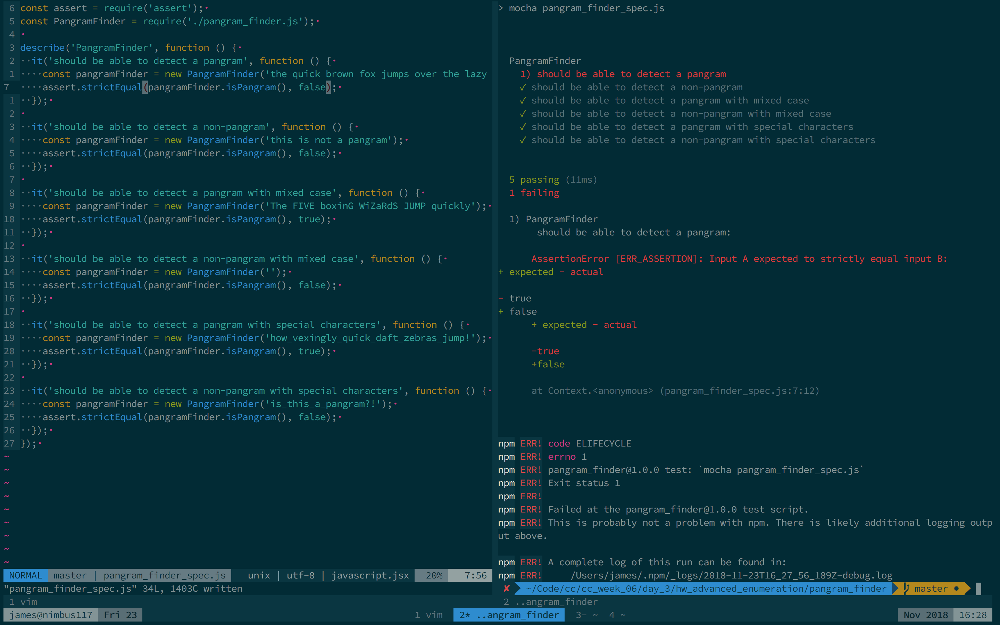 6 const assert = require('assert');
5 const PangramFinder = require('./pangram_finder.js');
4
3 describe('PangramFinder', function () {
2 ··it('should be able to detect a pangram', function () {
1 ····const pangramFinder = new PangramFinder('the quick brown fox jumps over the lazy
7 ····assert.strictEqual(pangramFinder.isPangram(), false);
1 ··});
2
3 ··it('should be able to detect a non-pangram', function () {
4 ····const pangramFinder = new PangramFinder('this is not a pangram');
5 ····assert.strictEqual(pangramFinder.isPangram(), false);
6 ··});
7
8 ··it('should be able to detect a pangram with mixed case', function () {
9 ····const pangramFinder = new PangramFinder('The FIVE boxinG WiZaRdS JUMP quickly');
10 ····assert.strictEqual(pangramFinder.isPangram(), true);
11 ··});
12
13 ··it('should be able to detect a non-pangram with mixed case', function () {
14 ····const pangramFinder = new PangramFinder('');
15 ····assert.strictEqual(pangramFinder.isPangram(), false);
16 ··});
17
18 ··it('should be able to detect a pangram with special characters', function () {
19 ····const pangramFinder = new PangramFinder('how_vexingly_quick_daft_zebras_jump!');
20 ····assert.strictEqual(pangramFinder.isPangram(), true);
21 ··});
22
23 ··it('should be able to detect a non-pangram with special characters', function () {
24 ····const pangramFinder = new PangramFinder('is_this_a_pangram?!');
25 ····assert.strictEqual(pangramFinder.isPangram(), false);
26 ··});
27 });
~
~
~
~
~
~
~
~
~
NORMAL master | pangram_finder_spec.js unix | utf-8 | javascript.jsx 20% 7:56
"pangram_finder_spec.js" 34L, 1403C written
1 vim
> mocha pangram_finder_spec.js
PangramFinder
1) should be able to detect a pangram
✓ should be able to detect a non-pangram
✓ should be able to detect a pangram with mixed case
✓ should be able to detect a non-pangram with mixed case
✓ should be able to detect a pangram with special characters
✓ should be able to detect a non-pangram with special characters
5 passing (11ms)
1 failing
1) PangramFinder
should be able to detect a pangram:
AssertionError [ERR_ASSERTION]: Input A expected to strictly equal input B:
+ expected - actual
- true
+ false
+ expected - actual
-true
+false
at Context.<anonymous> (pangram_finder_spec.js:7:12)
npm ERR! code ELIFECYCLE
npm ERR! errno 1
npm ERR! pangram_finder@1.0.0 test: `mocha pangram_finder_spec.js`
npm ERR! Exit status 1
npm ERR!
npm ERR! Failed at the pangram_finder@1.0.0 test script.
npm ERR! This is probably not a problem with npm. There is likely additional logging outp
ut above.
npm ERR! A complete log of this run can be found in:
npm ERR!     /Users/james/.npm/_logs/2018-11-23T16_27_56_189Z-debug.log
✘ ~/Code/cc/cc_week_06/day_3/hw_advanced_enumeration/pangram_finder master ●
2 ..angram_finder
james@nimbus117 Fri 23 1 vim 2* ..angram_finder 3- ~ 4 ~ Nov 2018 16:28